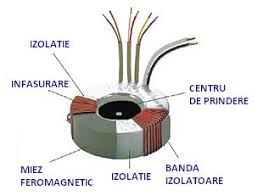 IZOLATIE
INFASURARE
CENTRU
DE PRINDERE
MIEZ
FEROMAGNETIC
IZOLATIE
BANDA
IZOLATOARE